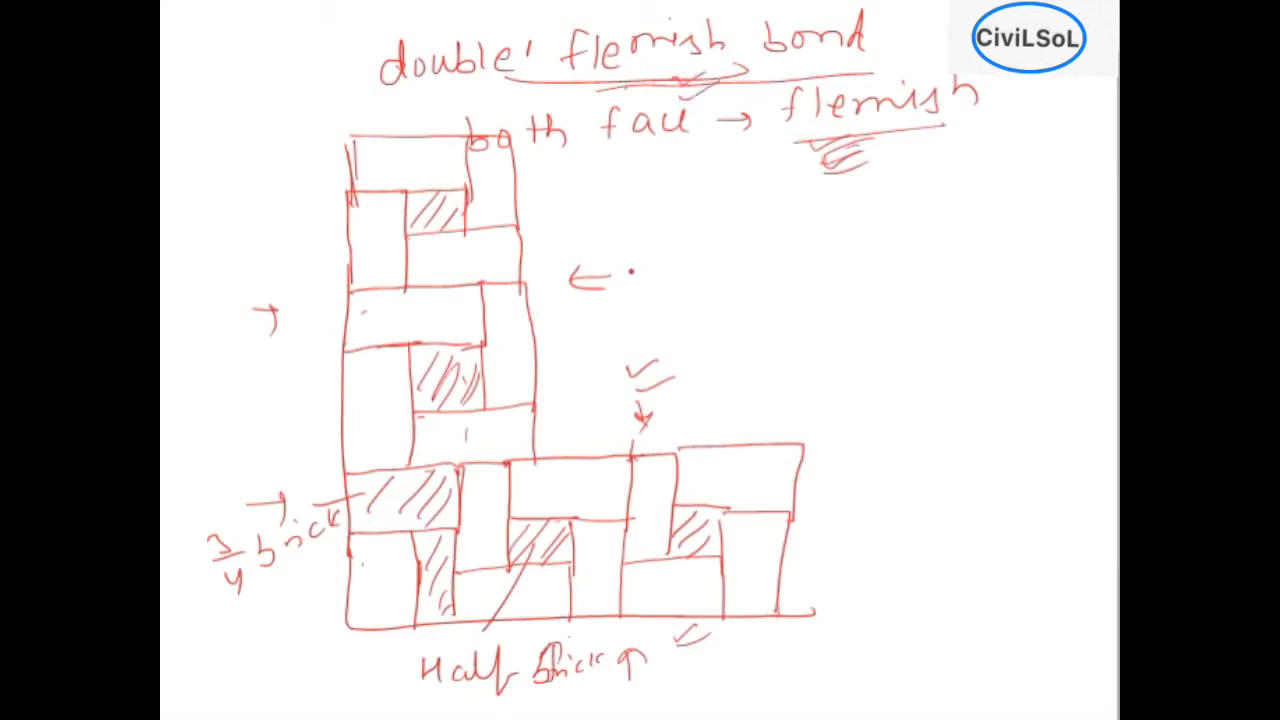 CiviLSoL
double flemish bond
both face → flemish
3/4 brick
Half brick